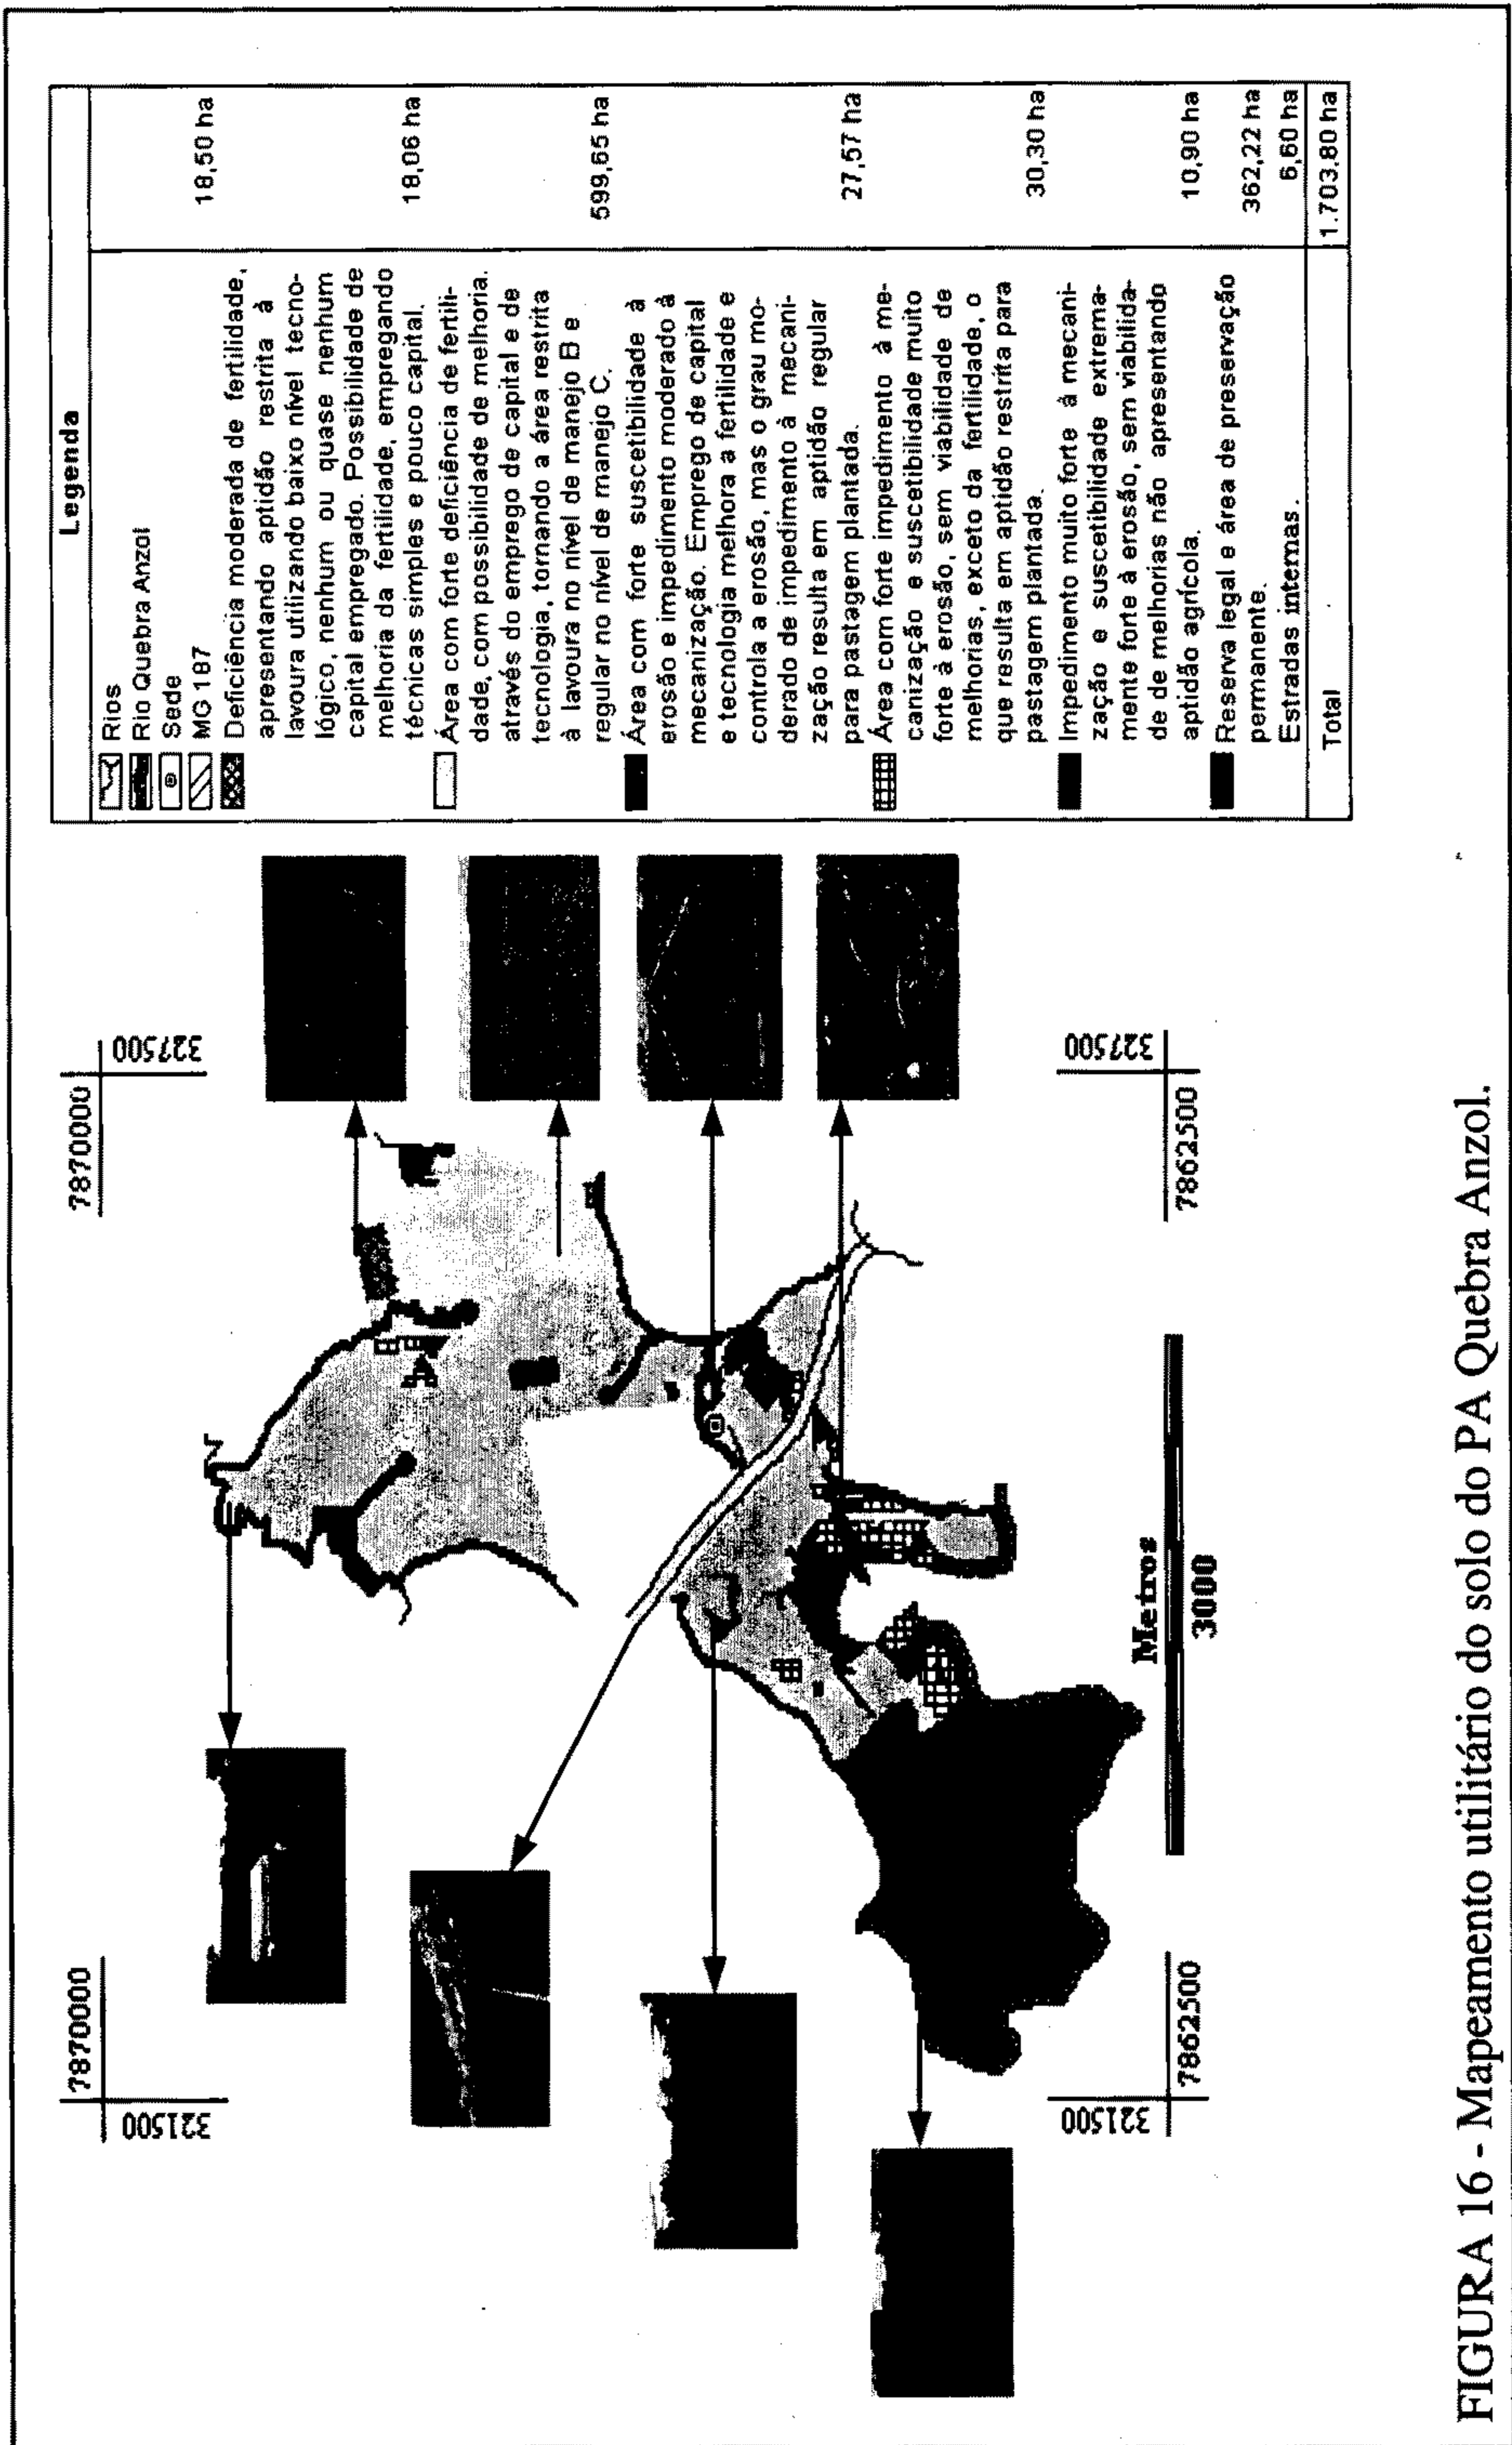 7870000
321500
7870000
327500
7862500
321500
7862500
327500
Metros
3000
Legenda
Rios
Rio Quebra Anzol
Sede
MG 187
18,50 ha
Deficiência moderada de fertilidade,
apresentando aptidão restrita à
lavoura utilizando baixo nível tecno-
lógico, nenhum ou quase nenhum
capital empregado. Possibilidade de
melhoria da fertilidade, empregando
técnicas simples e pouco capital.
18,06 ha
Área com forte deficiência de fertili-
dade, com possibilidade de melhoria.
através do emprego de capital e de
tecnologia, tornando a área restrita
à lavoura no nível de manejo B e
regular no nível de manejo C.
599,65 ha
Área com forte suscetibilidade à
erosão e impedimento moderado à
mecanização. Emprego de capital
e tecnologia melhora a fertilidade e
controla a erosão, mas o grau mo-
derado de impedimento à mecani-
zação resulta em aptidão regular
para pastagem plantada.
27,57 ha
Área com forte impedimento à me-
canização e suscetibilidade muito
forte à erosão, sem viabilidade de
melhorias, exceto da fertilidade, o
que resulta em aptidão restrita para
pastagem plantada.
30,30 ha
Impedimento muito forte à mecani-
zação e suscetibilidade extrema-
mente forte à erosão, sem viabilida-
de de melhorias não apresentando
aptidão agrícola.
10,90 ha
Reserva legal e área de preservação
permanente.
362,22 ha
Estradas internas.
6,60 ha
Total
1.703.80 ha
FIGURA 16 - Mapeamento utilitário do solo do PA Quebra Anzol.